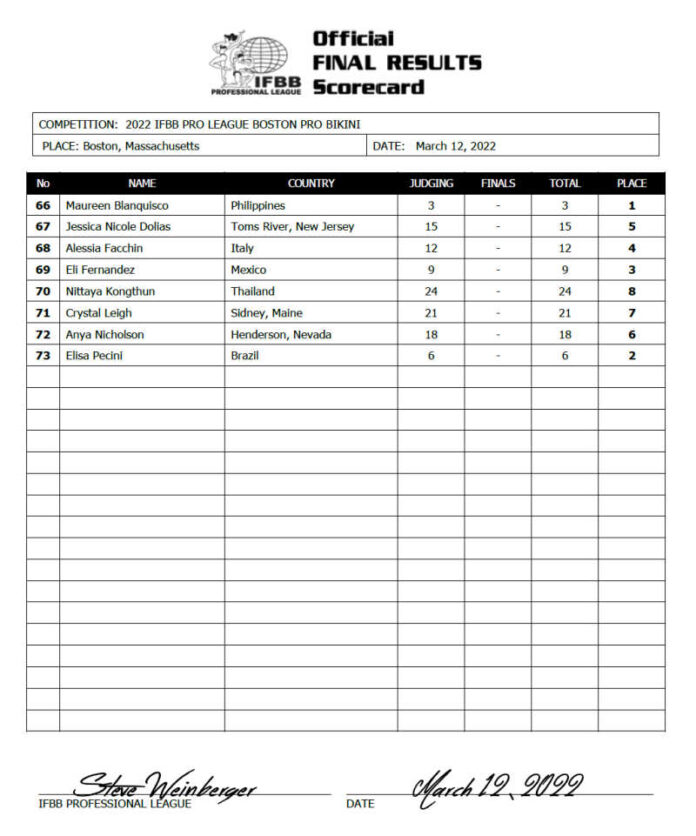 Official
FINAL RESULTS
Scorecard
IFBB
PROFESSIONAL LEAGUE
COMPETITION: 2022 IFBB PRO LEAGUE BOSTON PRO BIKINI
PLACE: Boston, Massachusetts DATE: March 12, 2022
No NAME COUNTRY JUDGING FINALS TOTAL PLACE
66 Maureen Blanquisco Philippines 3 - 3 1
67 Jessica Nicole Dolias Toms River, New Jersey 15 - 15 5
68 Alessia Facchin Italy 12 - 12 4
69 Eli Fernandez Mexico 9 - 9 3
70 Nittaya Kongthun Thailand 24 - 24 8
71 Crystal Leigh Sidney, Maine 21 - 21 7
72 Anya Nicholson Henderson, Nevada 18 - 18 6
73 Elisa Pecini Brazil 6 - 6 2
Steve Weinberger March 12, 2022
IFBB PROFESSIONAL LEAGUE DATE